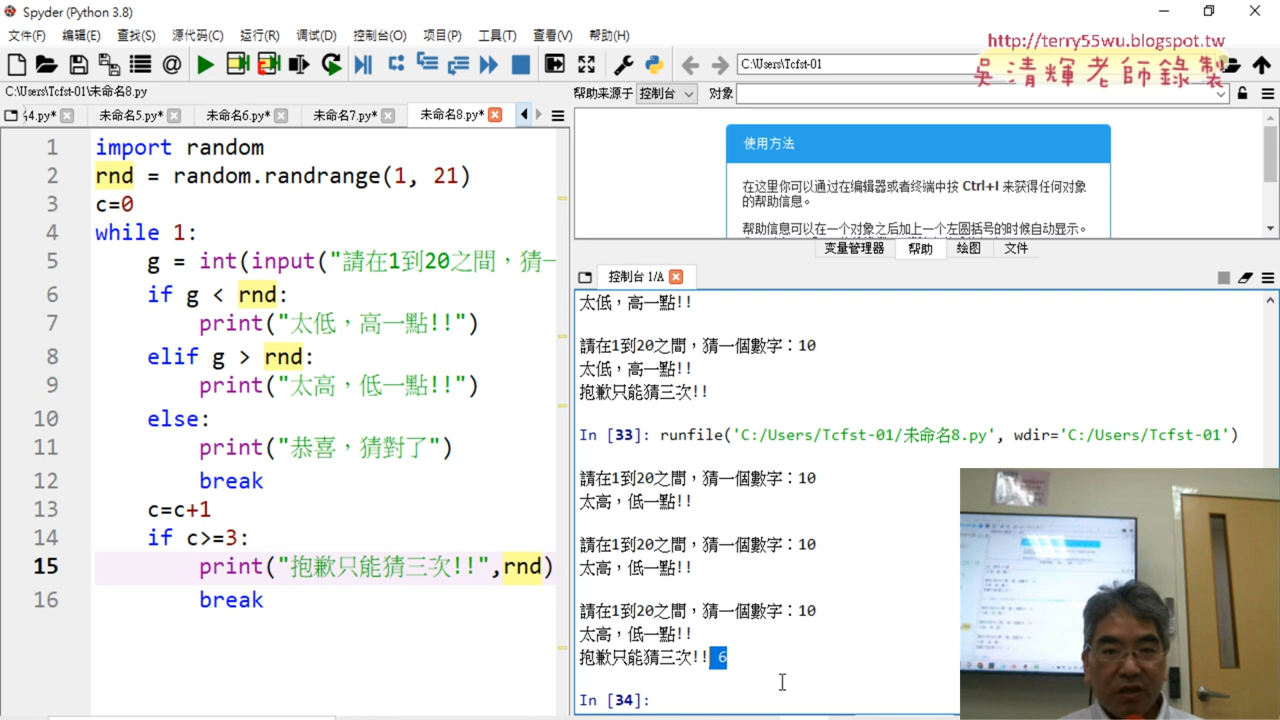 Spyder (Python 3.8)
文件(F) 编辑(E) 查找(S) 源代码(C) 运行(R) 调试(D) 控制台(O) 项目(P) 工具(T) 查看(V) 帮助(H)
http://terry55wu.blogspot.tw
吳清輝老師錄製
C:\Users\Tcfst-01
C:\Users\Tcfst-01\未命名8.py
帮助来源于 控制台 对象
4.py* 未命名5.py* 未命名6.py* 未命名7.py* 未命名8.py*
1 import random
2 rnd = random.randrange(1, 21)
3 c=0
4 while 1:
5 g = int(input("請在1到20之間，猜一
6 if g < rnd:
7 print("太低，高一點!!")
8 elif g > rnd:
9 print("太高，低一點!!")
10 else:
11 print("恭喜，猜對了")
12 break
13 c=c+1
14 if c>=3:
15 print("抱歉只能猜三次!!",rnd)
16 break
使用方法
在这里你可以通过在编辑器或者终端中按 Ctrl+I 来获得任何对象
的帮助信息。
帮助信息可以在一个对象之后加上一个左圆括号的时候自动显示。
变量管理器 帮助 绘图 文件
控制台 1/A
太低，高一點!!
請在1到20之間，猜一個數字：10
太低，高一點!!
抱歉只能猜三次!!
In [33]: runfile('C:/Users/Tcfst-01/未命名8.py', wdir='C:/Users/Tcfst-01')
請在1到20之間，猜一個數字：10
太高，低一點!!
請在1到20之間，猜一個數字：10
太高，低一點!!
請在1到20之間，猜一個數字：10
太高，低一點!!
抱歉只能猜三次!! 6
In [34]: